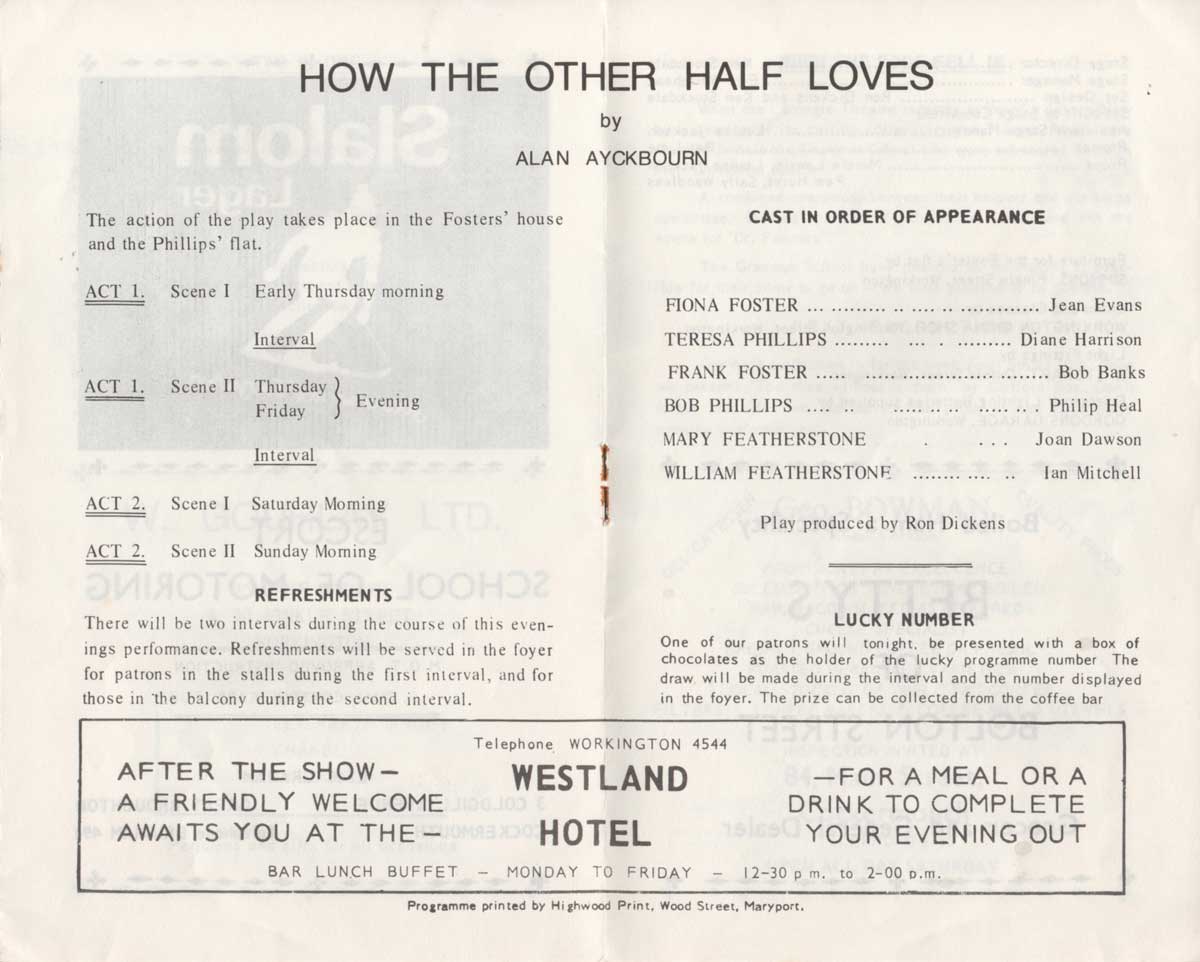 HOW THE OTHER HALF LOVES
by
ALAN AYCKBOURN
The action of the play takes place in the Fosters' house
and the Phillips' flat.
ACT 1. Scene I Early Thursday morning
Interval
ACT 1. Scene II Thursday
Friday } Evening
Interval
ACT 2. Scene I Saturday Morning
ACT 2. Scene II Sunday Morning
REFRESHMENTS
There will be two intervals during the course of this even-
ings performance. Refreshments will be served in the foyer
for patrons in the stalls during the first interval, and for
those in the balcony during the second interval.
CAST IN ORDER OF APPEARANCE
FIONA FOSTER ... ......... .. .... .. ............. Jean Evans
TERESA PHILLIPS ......... ... . ......... Diane Harrison
FRANK FOSTER ..... ...................... ........ Bob Banks
BOB PHILLIPS .... .. ...... .. .. ..... .. . Philip Heal
MARY FEATHERSTONE . ... Joan Dawson
WILLIAM FEATHERSTONE ........ .... .. Ian Mitchell
Play produced by Ron Dickens
LUCKY NUMBER
One of our patrons will tonight, be presented with a box of
chocolates as the holder of the lucky programme number The
draw will be made during the interval and the number displayed
in the foyer. The prize can be collected from the coffee bar
Telephone WORKINGTON 4544
AFTER THE SHOW—
A FRIENDLY WELCOME
AWAITS YOU AT THE—
WESTLAND
HOTEL
—FOR A MEAL OR A
DRINK TO COMPLETE
YOUR EVENING OUT
BAR LUNCH BUFFET – MONDAY TO FRIDAY – 12-30 p m. to 2-00 p.m.
Programme printed by Highwood Print, Wood Street, Maryport.